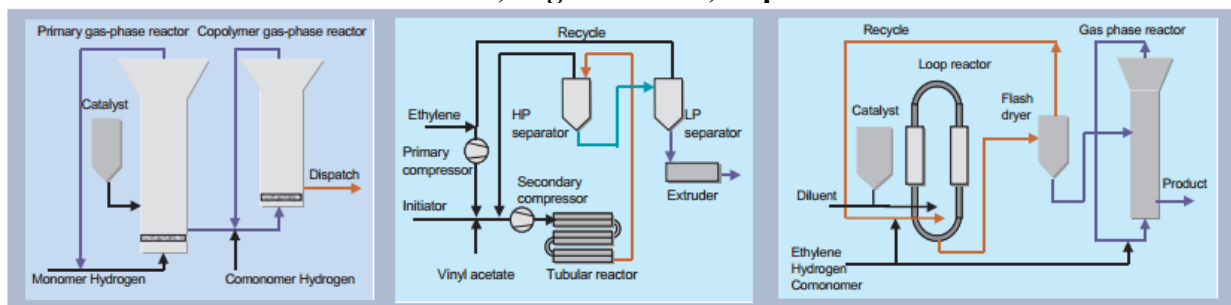 Primary gas-phase reactor
Copolymer gas-phase reactor
Catalyst
Dispatch
Monomer Hydrogen
Comonomer Hydrogen
Recycle
Ethylene
HP
separator
LP
separator
Primary
compressor
Extruder
Secondary
compressor
Initiator
Vinyl acetate
Tubular reactor
Recycle
Gas phase reactor
Loop reactor
Flash
dryer
Catalyst
Product
Diluent
Ethylene
Hydrogen
Comonomer